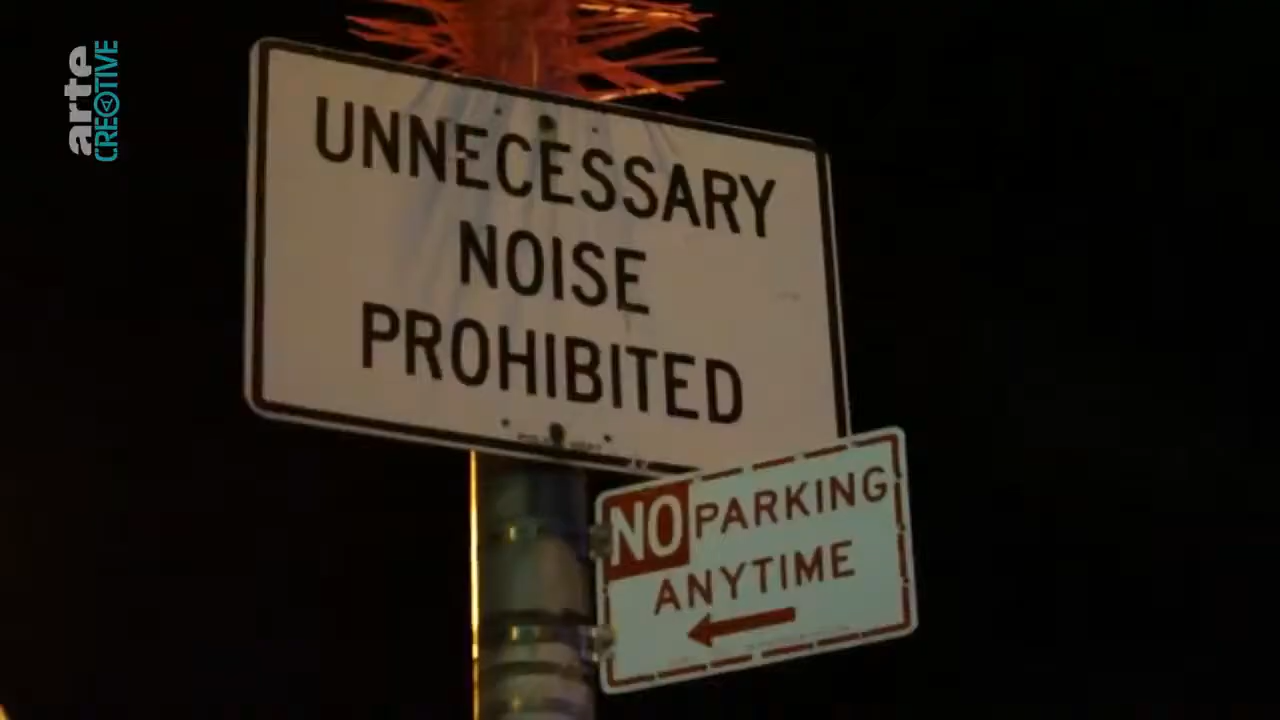 arte
CREATIVE
UNNECESSARY
NOISE
PROHIBITED
NO PARKING
ANYTIME